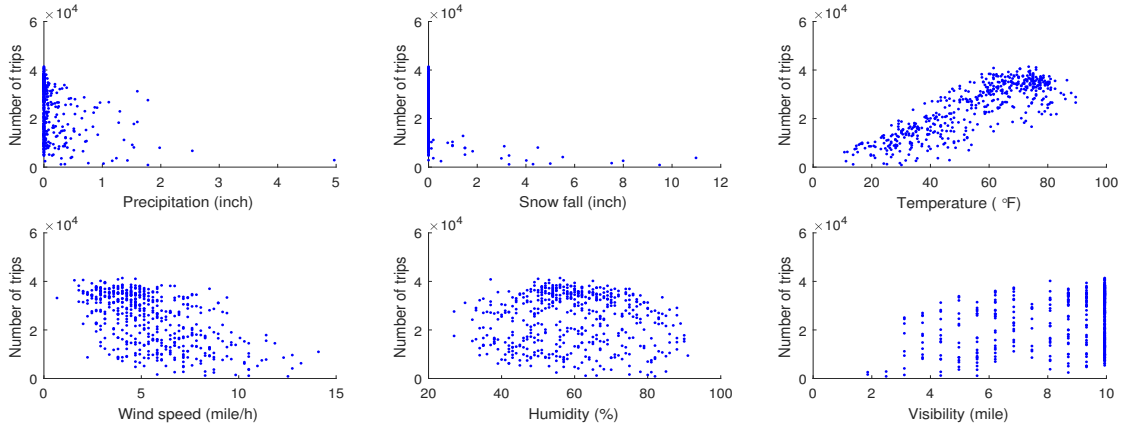 6 × 10⁴
4
2
0
Number of trips
0 1 2 3 4 5
Precipitation (inch)
6 × 10⁴
4
2
0
Number of trips
0 2 4 6 8 10 12
Snow fall (inch)
6 × 10⁴
4
2
0
Number of trips
0 20 40 60 80 100
Temperature ( °F)
6 × 10⁴
4
2
0
Number of trips
0 5 10 15
Wind speed (mile/h)
6 × 10⁴
4
2
0
Number of trips
20 40 60 80 100
Humidity (%)
6 × 10⁴
4
2
0
Number of trips
0 2 4 6 8 10
Visibility (mile)